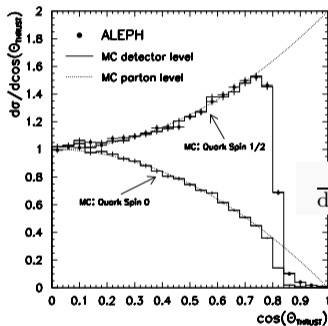 2
1.8
1.6
1.4
1.2
1
0.8
0.6
0.4
0.2
0
dσ/dcos(Θ_THRUST)
ALEPH
MC detector level
MC parton level
MC: Quark Spin 1/2
MC: Quark Spin 0
d
0 0.1 0.2 0.3 0.4 0.5 0.6 0.7 0.8 0.9 1
cos(Θ_THRUST)